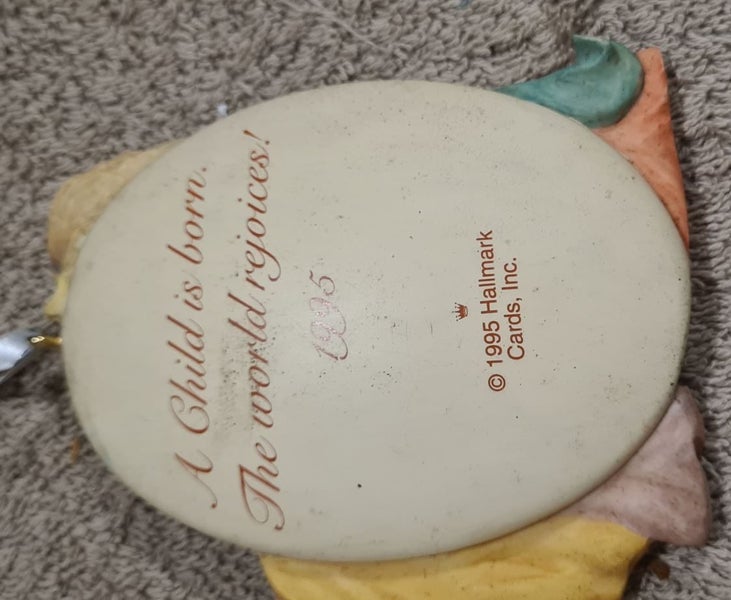 A Child is born.
The world rejoices!
1995
© 1995 Hallmark
Cards, Inc.